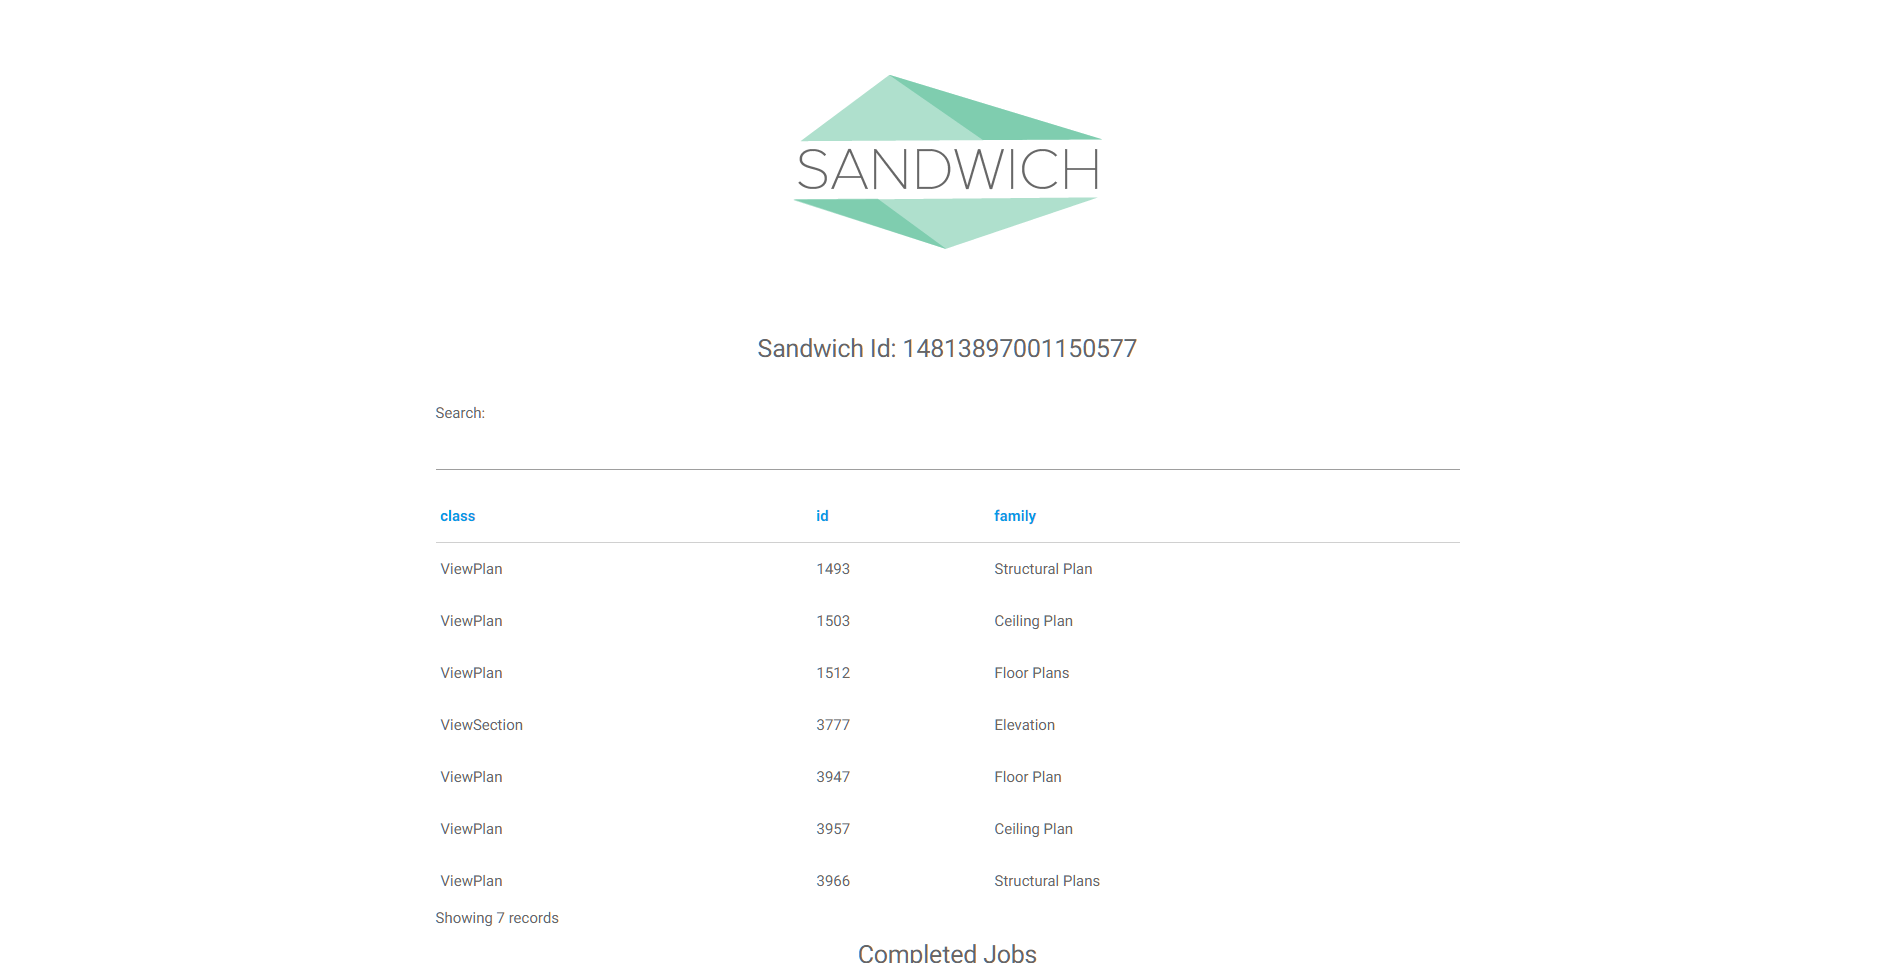 SANDWICH
Sandwich Id: 14813897001150577
Search:
class id family
ViewPlan 1493 Structural Plan
ViewPlan 1503 Ceiling Plan
ViewPlan 1512 Floor Plans
ViewSection 3777 Elevation
ViewPlan 3947 Floor Plan
ViewPlan 3957 Ceiling Plan
ViewPlan 3966 Structural Plans
Showing 7 records
Completed Jobs